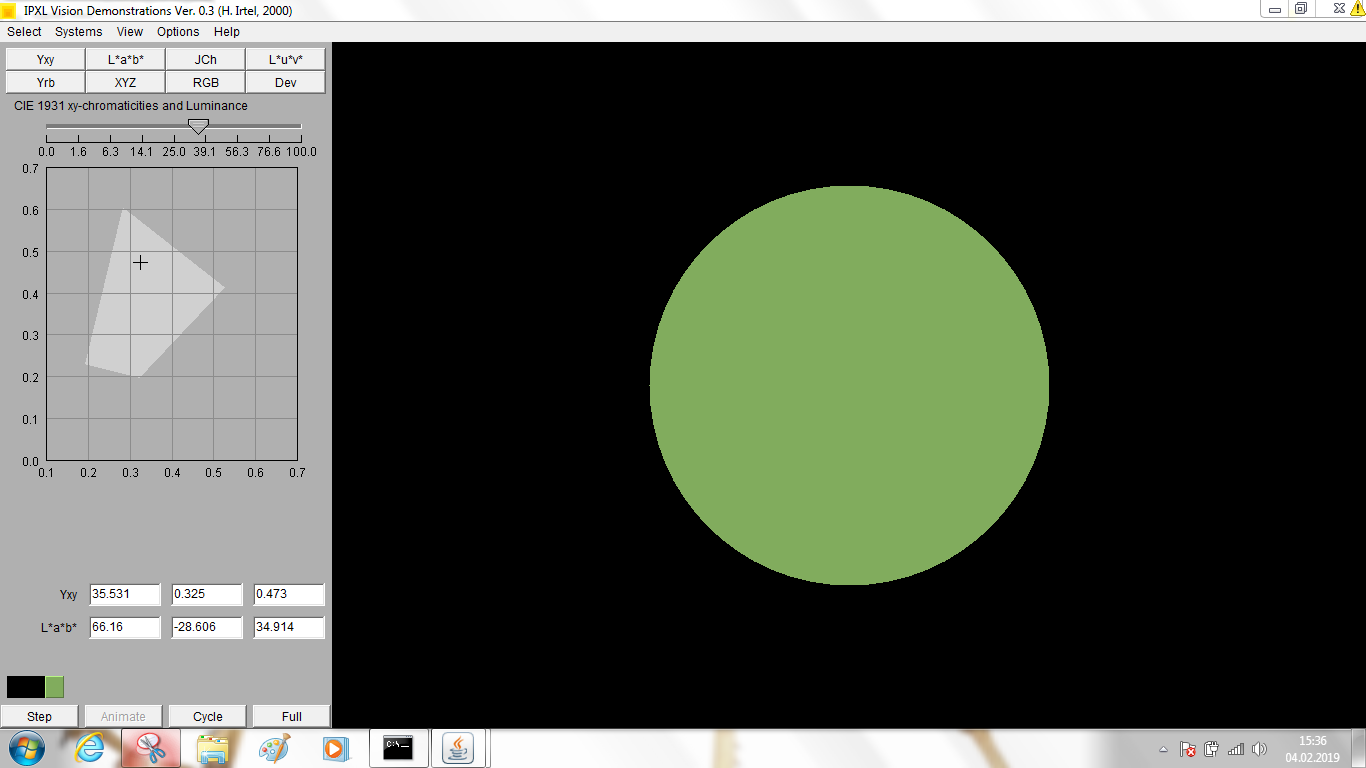 IPXL Vision Demonstrations Ver. 0.3 (H. Irtel, 2000)
Select Systems View Options Help
Yxy L*a*b* JCh L*u*v*
Yrb XYZ RGB Dev
CIE 1931 xy-chromaticities and Luminance
0.0 1.6 6.3 14.1 25.0 39.1 56.3 76.6 100.0
0.7
0.6
0.5
0.4
0.3
0.2
0.1
0.0
0.1 0.2 0.3 0.4 0.5 0.6 0.7
Yxy 35.531 0.325 0.473
L*a*b* 66.16 -28.606 34.914
Step Animate Cycle Full
C:\
15:36
04.02.2019